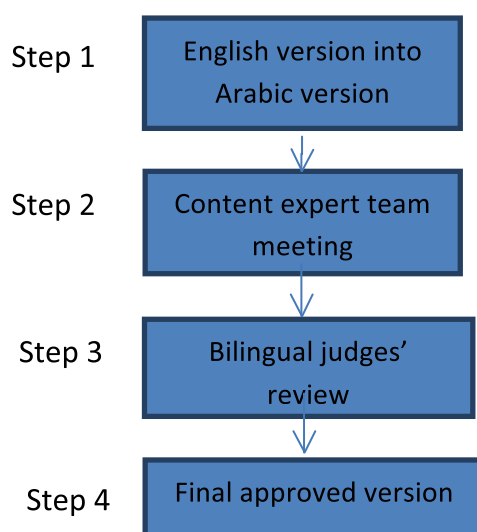 Step 1
English version into
Arabic version
Step 2
Content expert team
meeting
Step 3
Bilingual judges’
review
Step 4
Final approved version